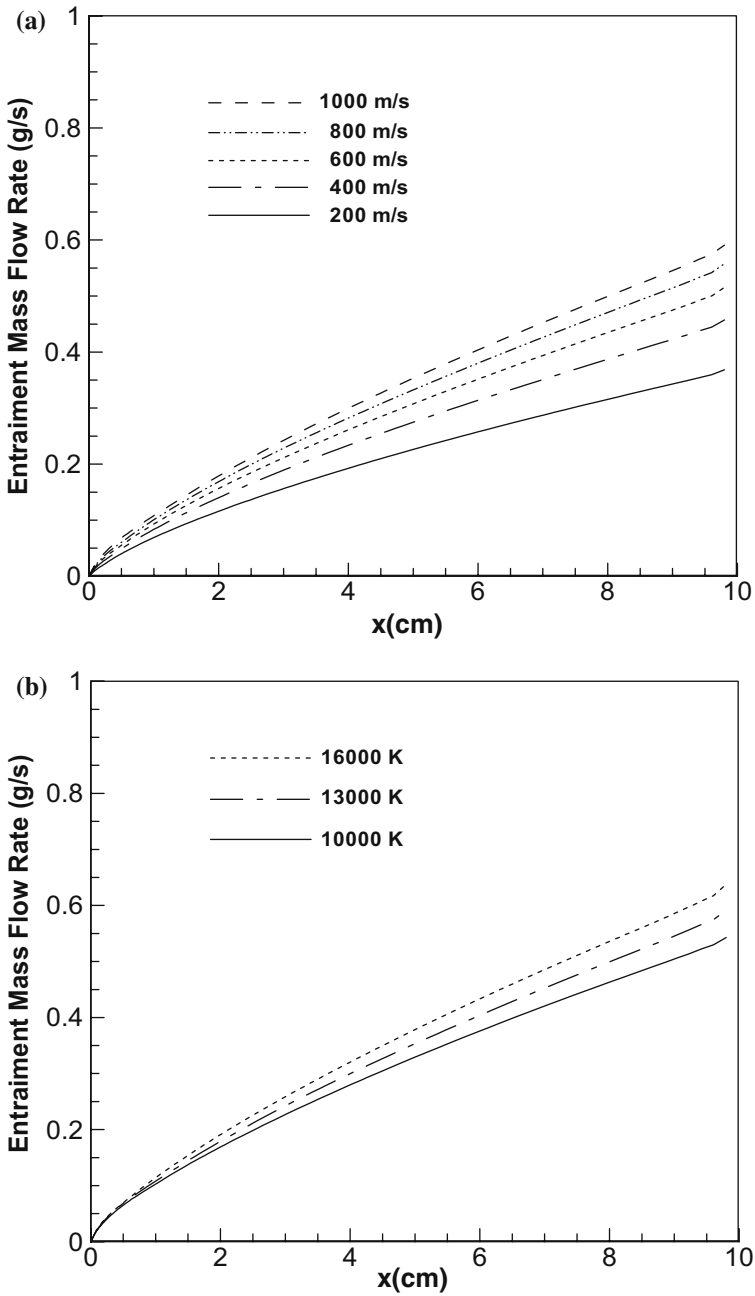 (a)
1
0.8
0.6
0.4
0.2
0
Entraiment Mass Flow Rate (g/s)
1000 m/s
800 m/s
600 m/s
400 m/s
200 m/s
0 2 4 6 8 10
x(cm)
(b)
1
0.8
0.6
0.4
0.2
0
Entraiment Mass Flow Rate (g/s)
16000 K
13000 K
10000 K
0 2 4 6 8 10
x(cm)